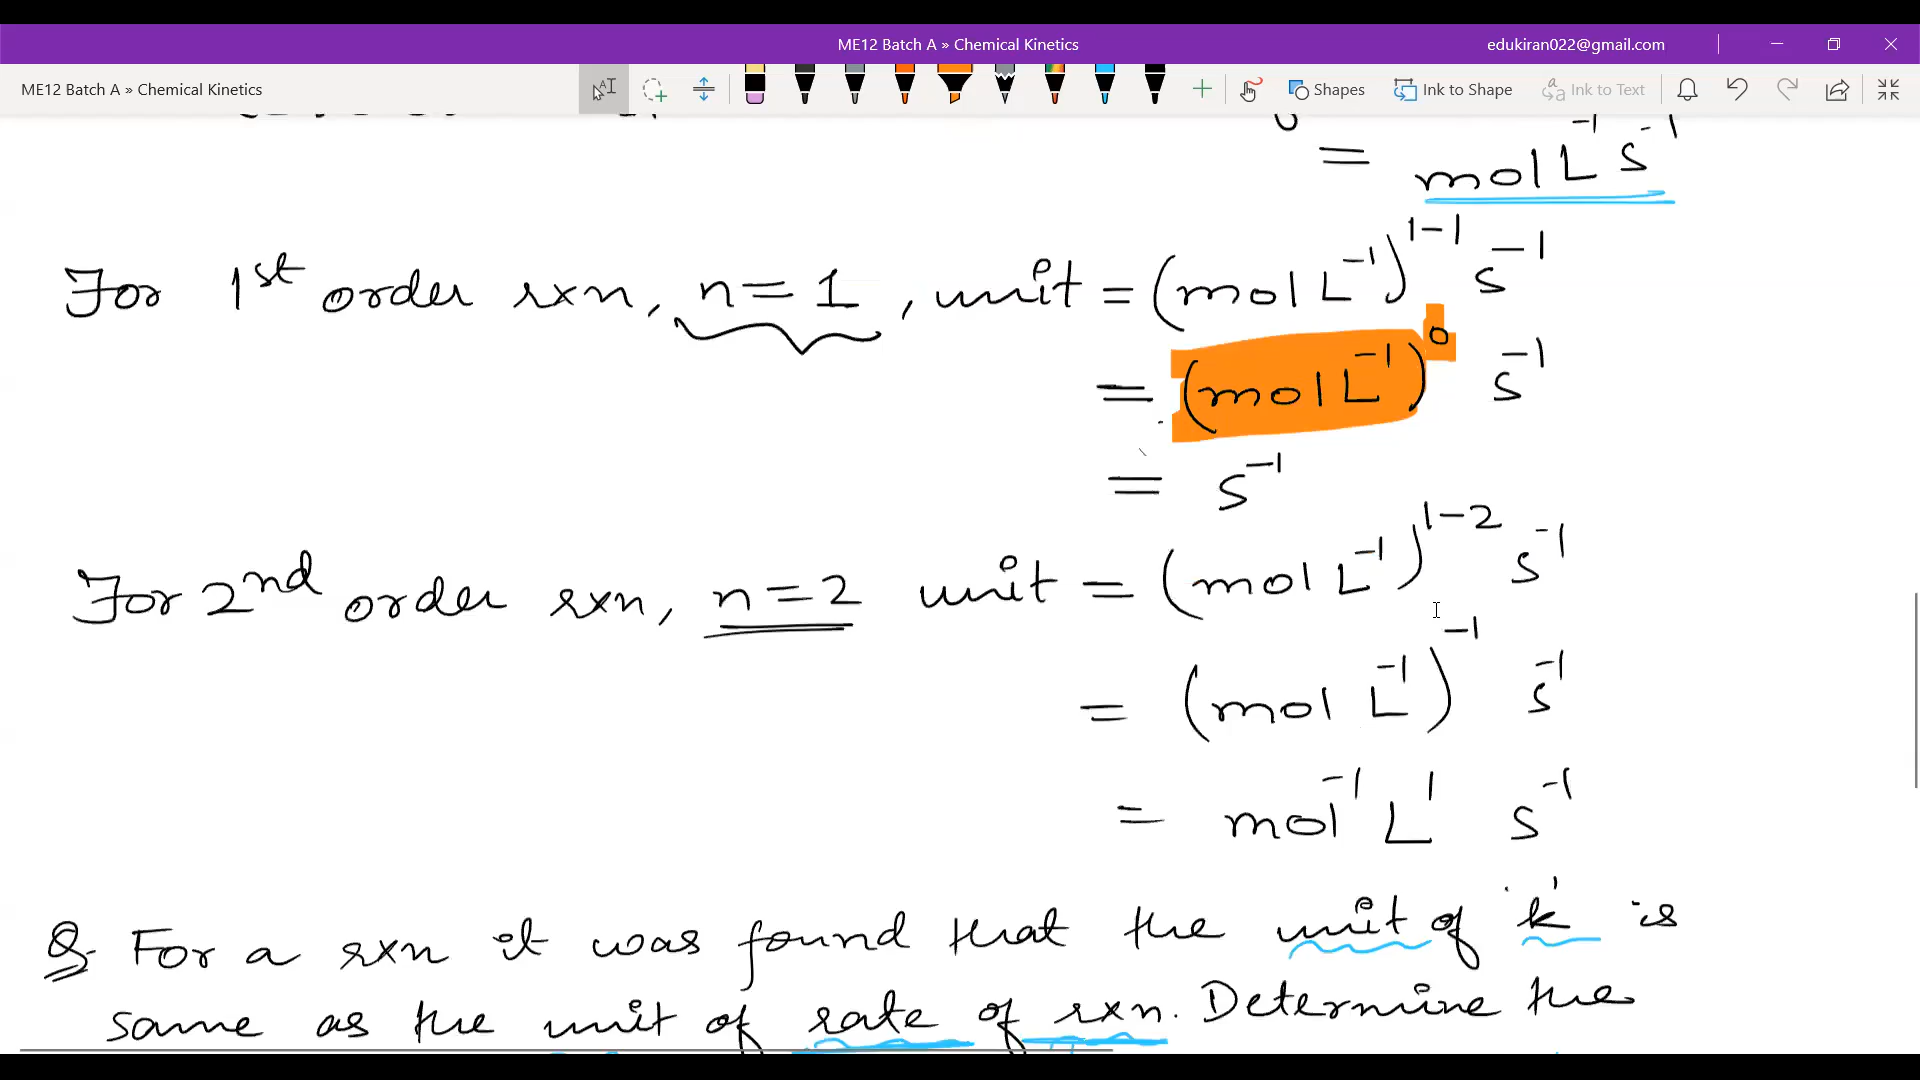 ME12 Batch A » Chemical Kinetics
edukiran022@gmail.com
ME12 Batch A » Chemical Kinetics
Shapes
Ink to Shape
Ink to Text
= mol L⁻¹ s⁻¹
For 1ˢᵗ order rxn, n = 1, unit = (mol L⁻¹)¹⁻¹ s⁻¹
= (mol L⁻¹)⁰ s⁻¹
= s⁻¹
For 2ⁿᵈ order rxn, n = 2 unit = (mol L⁻¹)¹⁻² s⁻¹
= (mol L⁻¹)⁻¹ s⁻¹
= mol⁻¹ L¹ s⁻¹
Q. For a rxn it was found that the unit of 'k' is
same as the unit of rate of rxn. Determine the